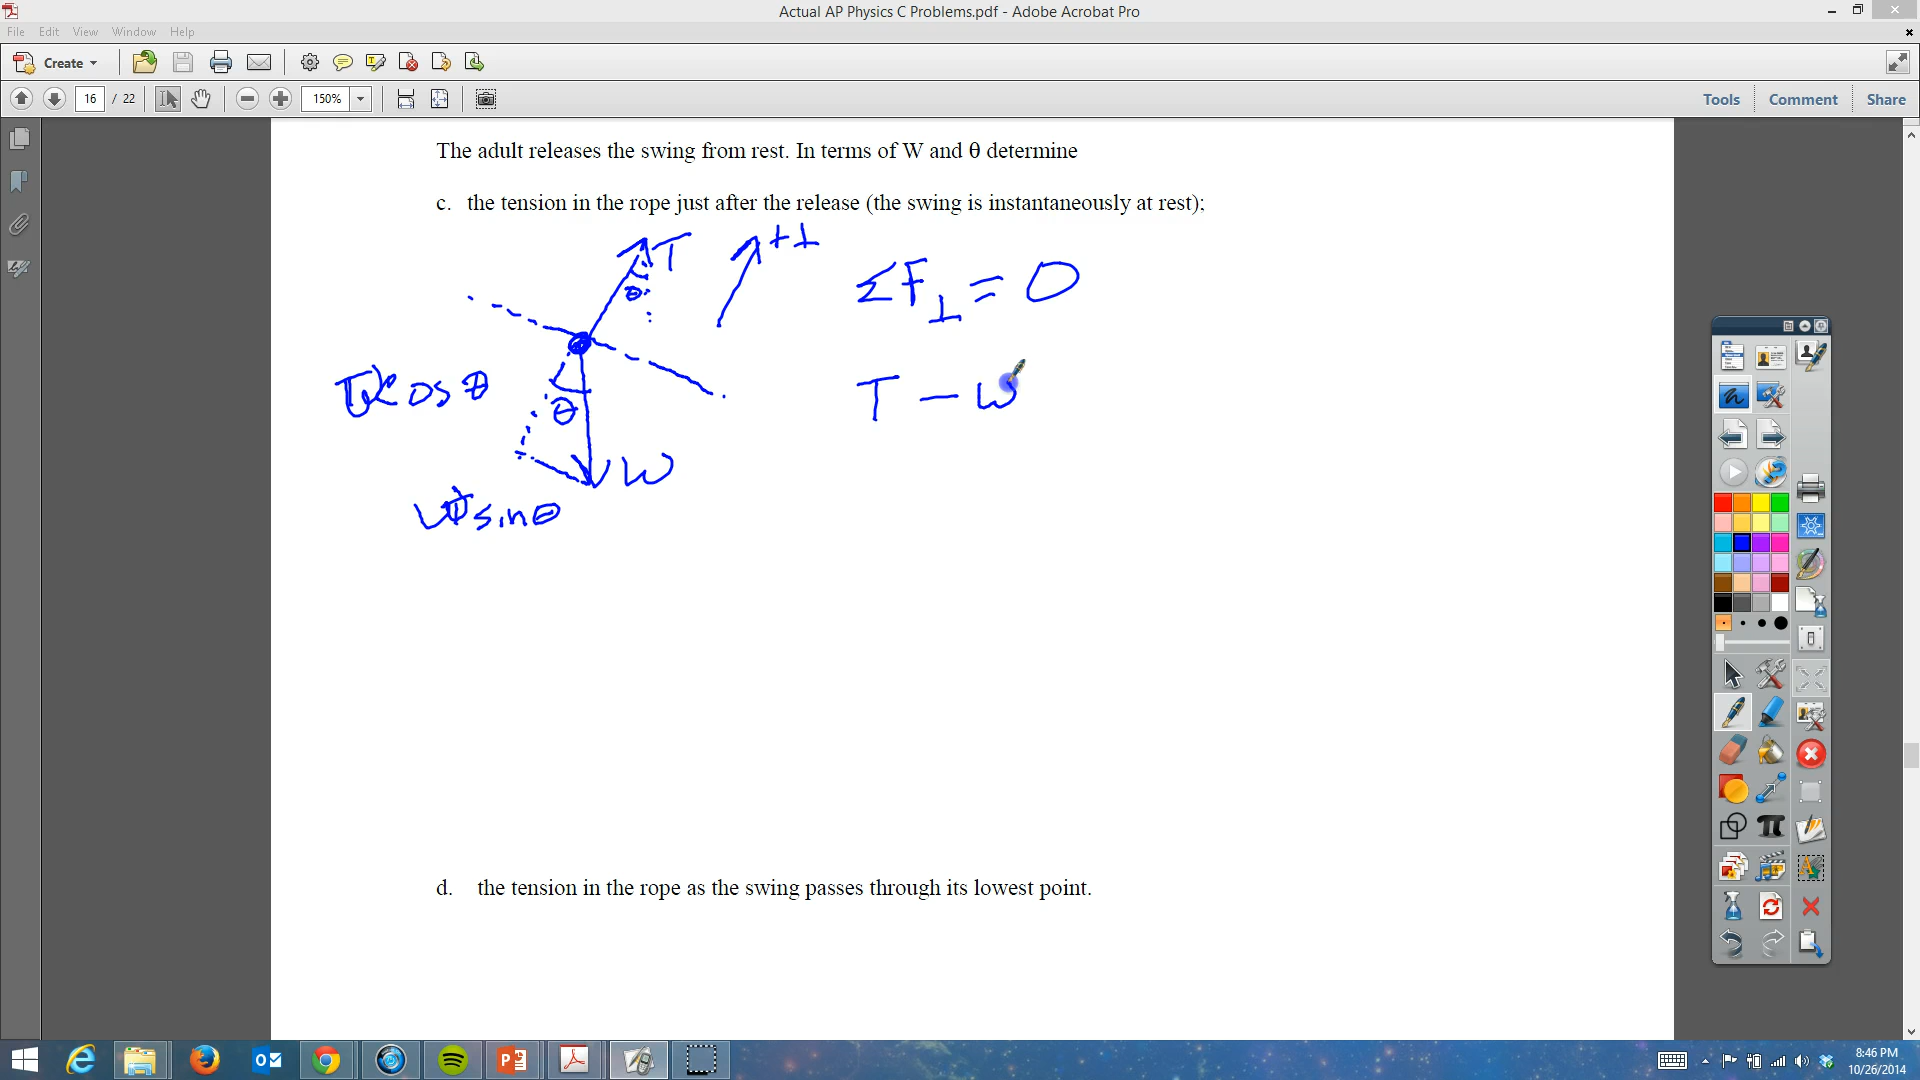 Actual AP Physics C Problems.pdf - Adobe Acrobat Pro
File Edit View Window Help
Create
16 / 22 150% Tools Comment Share
The adult releases the swing from rest. In terms of W and θ determine
c. the tension in the rope just after the release (the swing is instantaneously at rest);
T
+⊥
ΣF⊥ = 0
θ
cos θ
T - W
θ
W
sinθ
d. the tension in the rope as the swing passes through its lowest point.
8:46 PM
10/26/2014